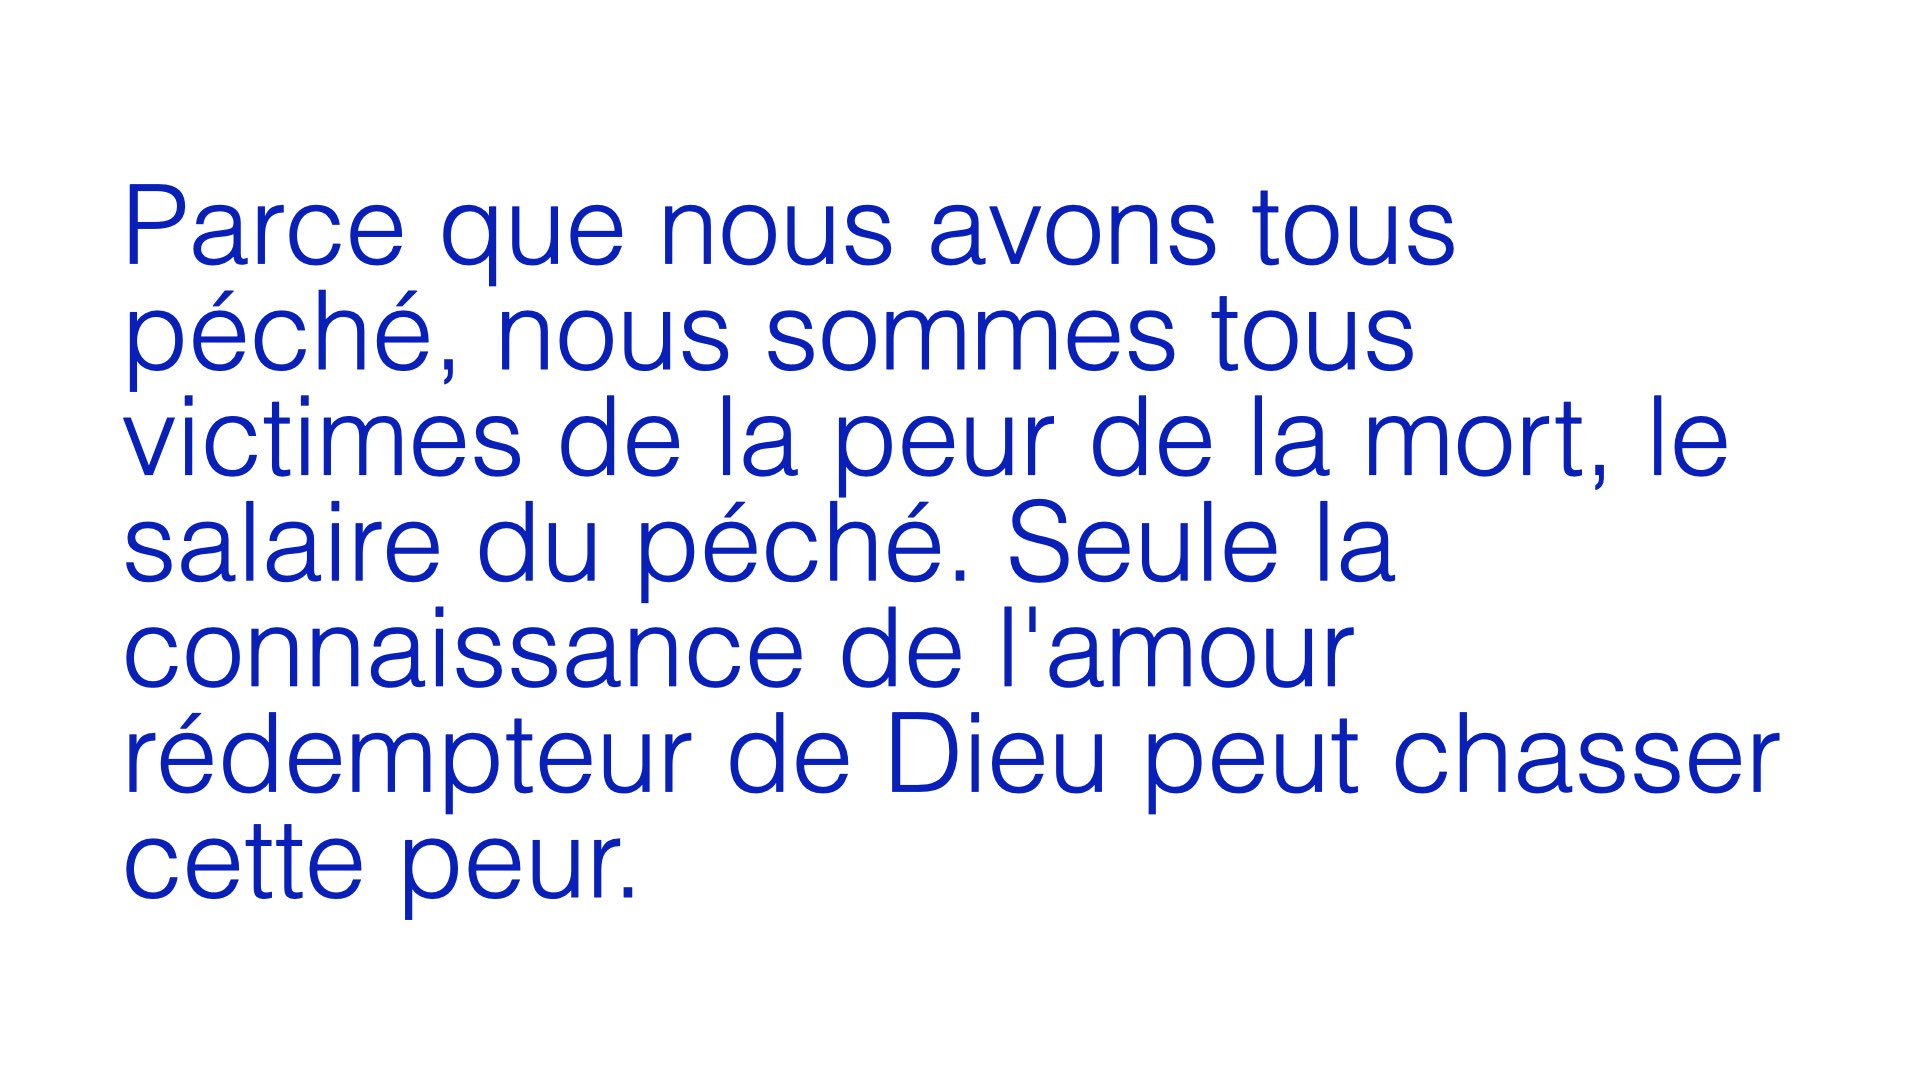 Parce que nous avons tous
péché, nous sommes tous
victimes de la peur de la mort, le
salaire du péché. Seule la
connaissance de l'amour
rédempteur de Dieu peut chasser
cette peur.